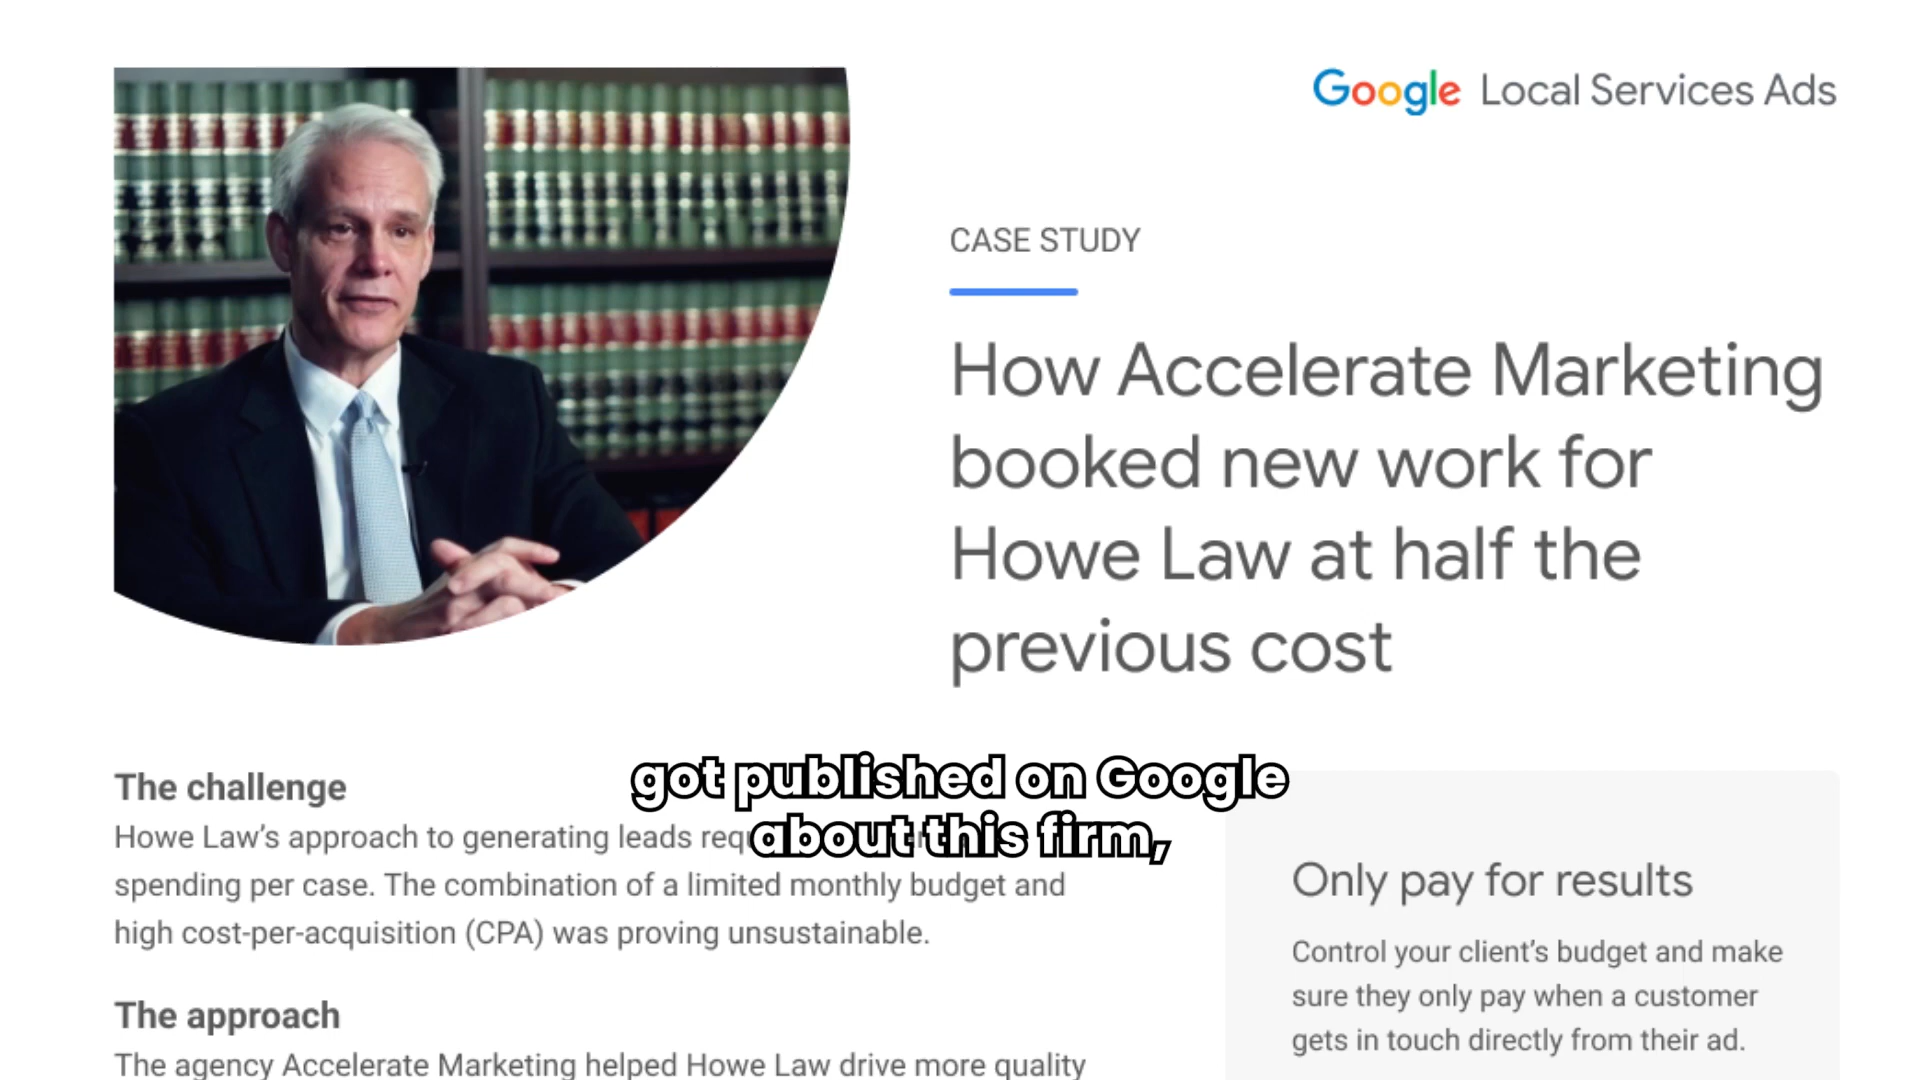 Google Local Services Ads
CASE STUDY
How Accelerate Marketing
booked new work for
Howe Law at half the
previous cost
The challenge
Howe Law's approach to generating leads
spending per case. The combination of a limited monthly budget and
high cost-per-acquisition (CPA) was proving unsustainable.
The approach
The agency Accelerate Marketing helped Howe Law drive more quality
got published on Google
about this firm,
Only pay for results
Control your client's budget and make
sure they only pay when a customer
gets in touch directly from their ad.